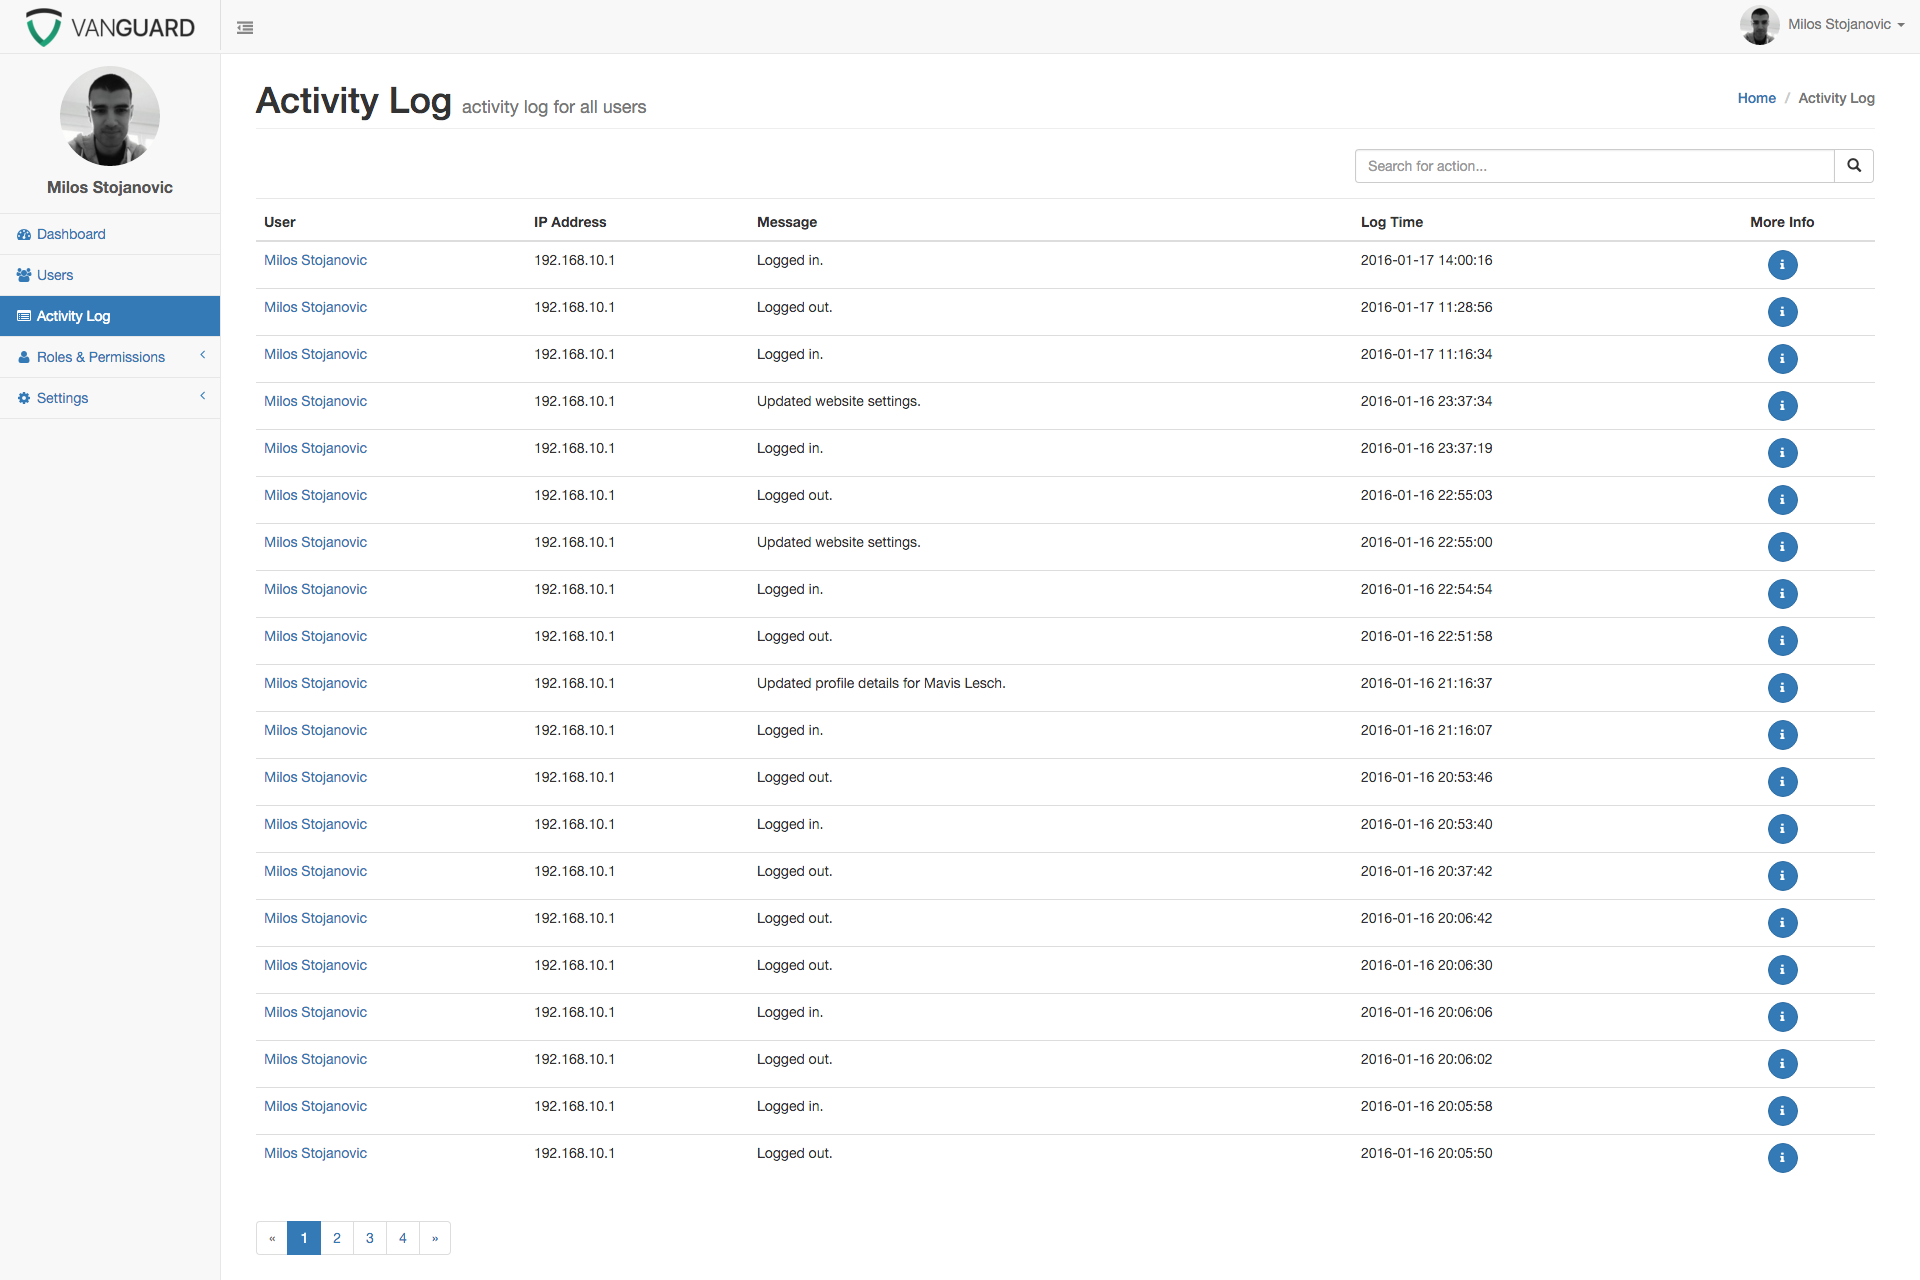 VANGUARD
Milos Stojanovic
Milos Stojanovic
Dashboard
Users
Activity Log
Roles & Permissions
Settings
Activity Log activity log for all users
Home / Activity Log
Search for action...
User IP Address Message Log Time More Info
Milos Stojanovic 192.168.10.1 Logged in. 2016-01-17 14:00:16
Milos Stojanovic 192.168.10.1 Logged out. 2016-01-17 11:28:56
Milos Stojanovic 192.168.10.1 Logged in. 2016-01-17 11:16:34
Milos Stojanovic 192.168.10.1 Updated website settings. 2016-01-16 23:37:34
Milos Stojanovic 192.168.10.1 Logged in. 2016-01-16 23:37:19
Milos Stojanovic 192.168.10.1 Logged out. 2016-01-16 22:55:03
Milos Stojanovic 192.168.10.1 Updated website settings. 2016-01-16 22:55:00
Milos Stojanovic 192.168.10.1 Logged in. 2016-01-16 22:54:54
Milos Stojanovic 192.168.10.1 Logged out. 2016-01-16 22:51:58
Milos Stojanovic 192.168.10.1 Updated profile details for Mavis Lesch. 2016-01-16 21:16:37
Milos Stojanovic 192.168.10.1 Logged in. 2016-01-16 21:16:07
Milos Stojanovic 192.168.10.1 Logged out. 2016-01-16 20:53:46
Milos Stojanovic 192.168.10.1 Logged in. 2016-01-16 20:53:40
Milos Stojanovic 192.168.10.1 Logged out. 2016-01-16 20:37:42
Milos Stojanovic 192.168.10.1 Logged out. 2016-01-16 20:06:42
Milos Stojanovic 192.168.10.1 Logged out. 2016-01-16 20:06:30
Milos Stojanovic 192.168.10.1 Logged in. 2016-01-16 20:06:06
Milos Stojanovic 192.168.10.1 Logged out. 2016-01-16 20:06:02
Milos Stojanovic 192.168.10.1 Logged in. 2016-01-16 20:05:58
Milos Stojanovic 192.168.10.1 Logged out. 2016-01-16 20:05:50
« 1 2 3 4 »